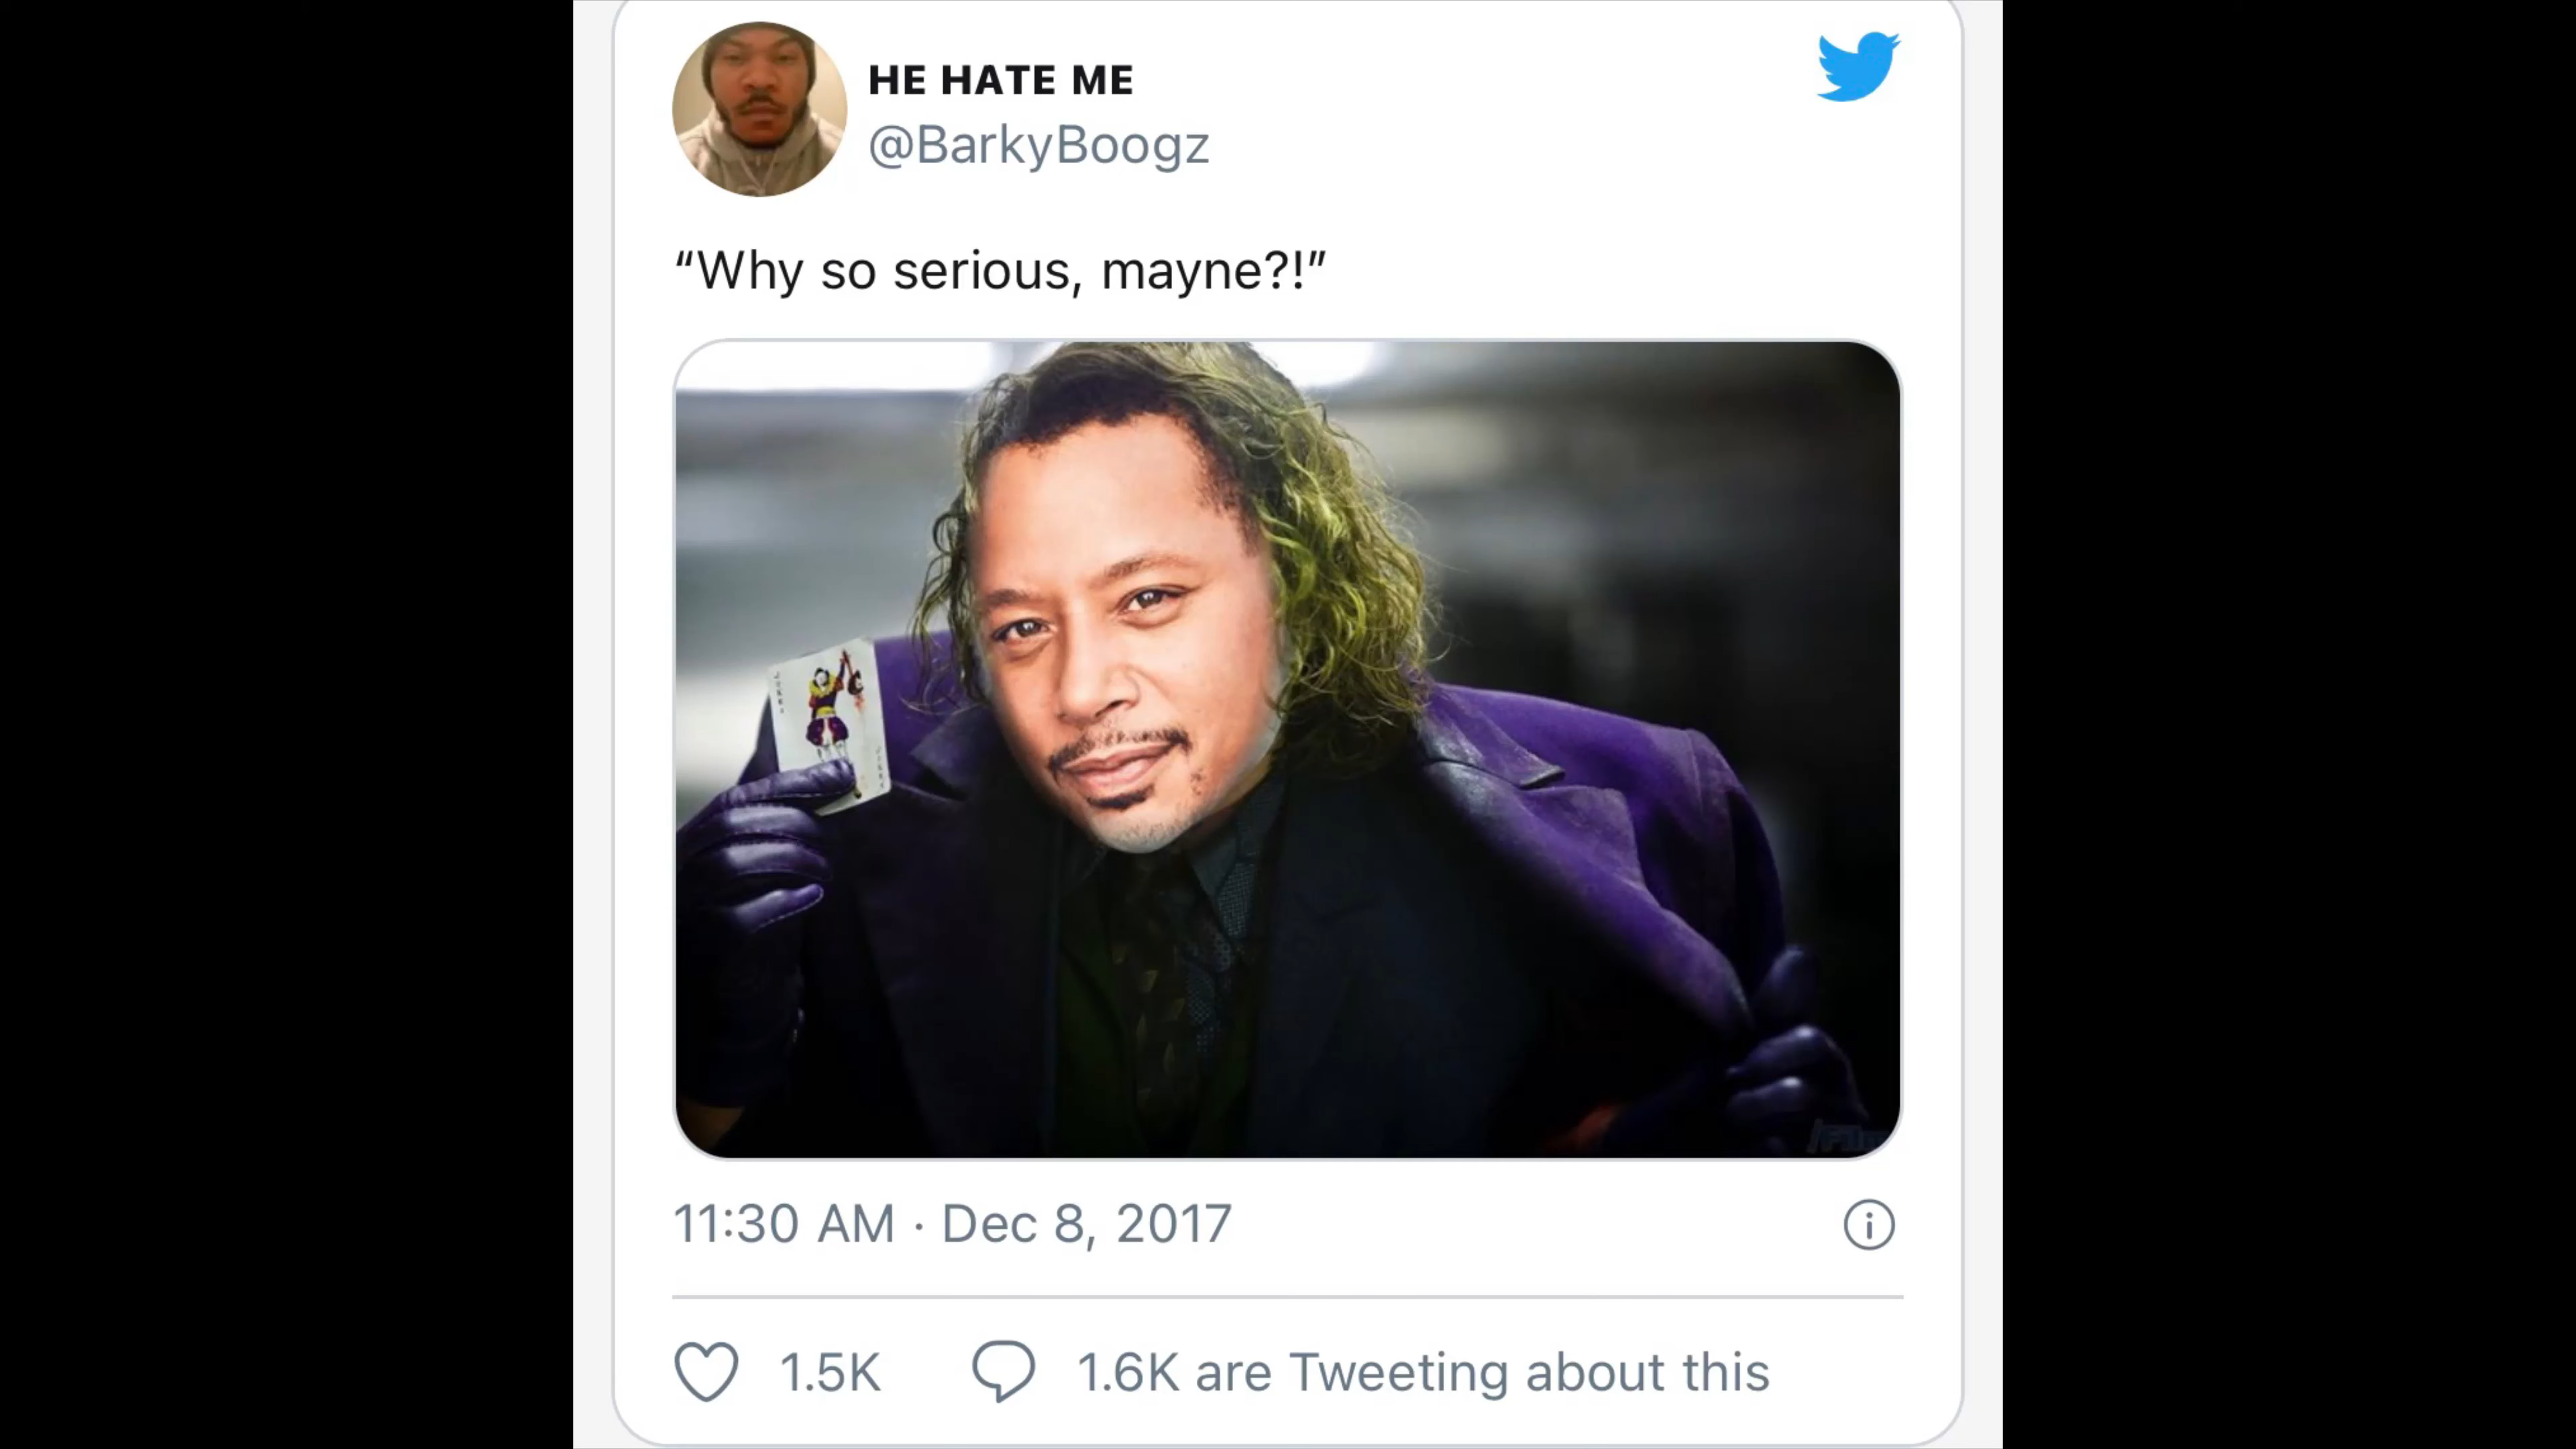 HE HATE ME
@BarkyBoogz
“Why so serious, mayne?!”
11:30 AM · Dec 8, 2017
1.5K 1.6K are Tweeting about this